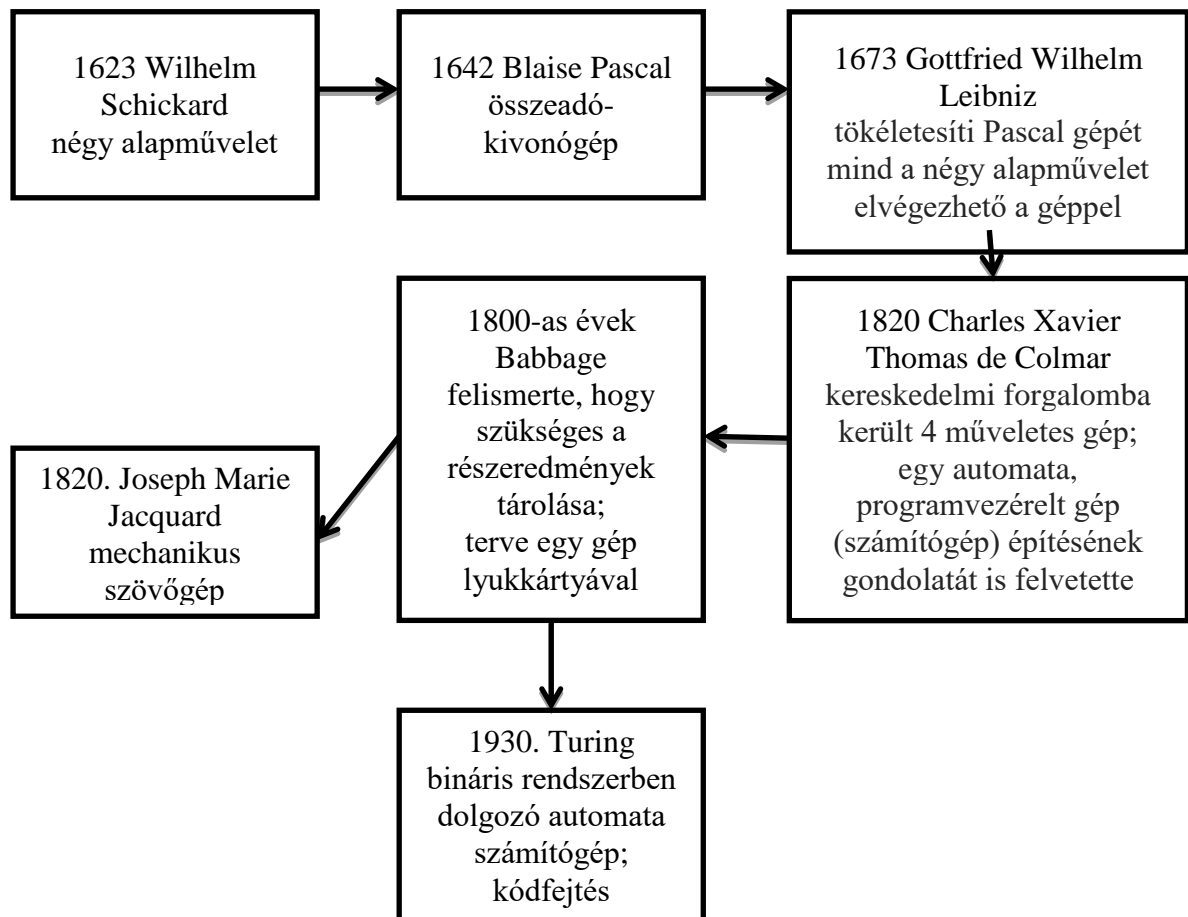 1623 Wilhelm
Schickard
négy alapművelet
1642 Blaise Pascal
összeadó-
kivonógép
1673 Gottfried Wilhelm
Leibniz
tökéletesíti Pascal gépét
mind a négy alapművelet
elvégezhető a géppel
1820 Charles Xavier
Thomas de Colmar
kereskedelmi forgalomba
került 4 műveletes gép;
egy automata,
programvezérelt gép
(számítógép) építésének
gondolatát is felvetette
1800-as évek
Babbage
felismerte, hogy
szükséges a
részeredmények
tárolása;
terve egy gép
lyukkártyával
1820. Joseph Marie
Jacquard
mechanikus
szövőgép
1930. Turing
bináris rendszerben
dolgozó automata
számítógép;
kódfejtés